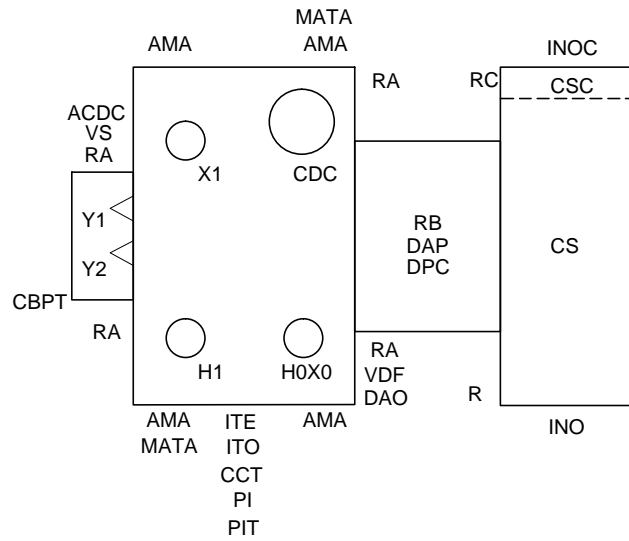 MATA
AMA
AMA
INOC
RA
RC
CSC
ACDC
VS
RA
X1
CDC
Y1
RB
DAP
DPC
CS
Y2
CBPT
RA
H1
H0X0
RA
VDF
DAO
R
AMA
MATA
ITE
ITO
CCT
PI
PIT
AMA
INO